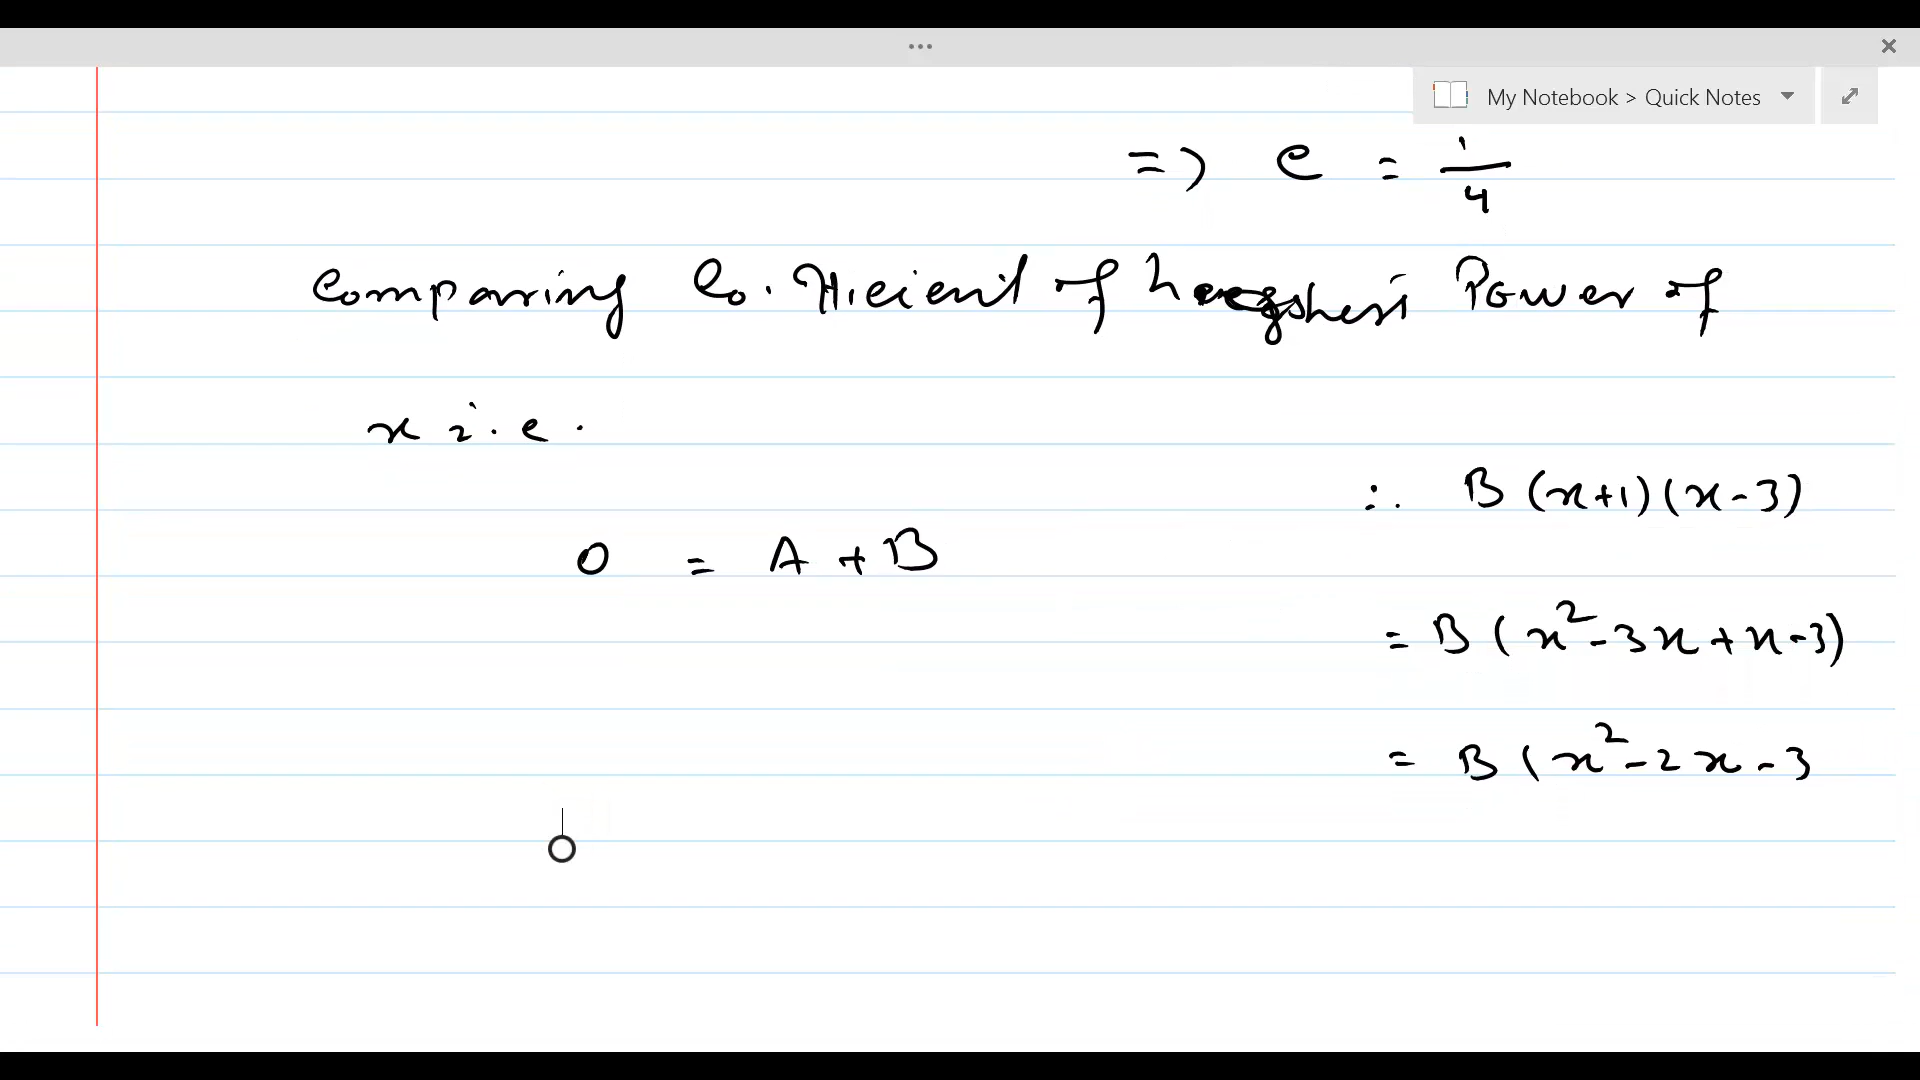 My Notebook > Quick Notes
=> C = 1/4
Comparing Co.efficient of heighest Power of
x i.e.
∴ B (x+1)(x-3)
0 = A + B
= B (x²-3x+x-3)
= B (x²-2x-3